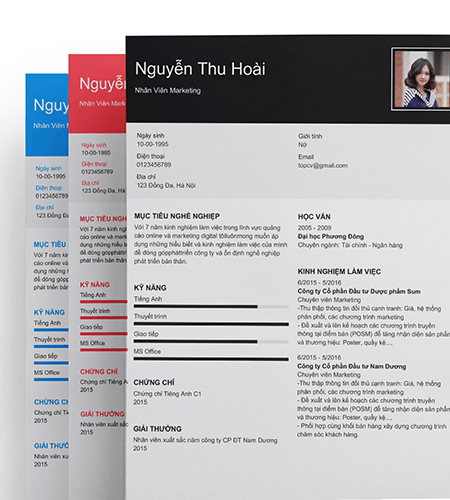 Nguyễn Thu Hoài
Nhân Viên Marketing
Ngày sinh
10-00-1995
Điện thoại
0123456789
Địa chỉ
123 Đống Đa, Hà Nội
Giới tính
Nữ
Email
topcv@gmail.com
MỤC TIÊU NGHỀ NGHIỆP
Với 7 năm kinh nghiệm làm việc trong lĩnh vực quảng
cáo online và marketing digital tôiluônmong muốn áp
dụng những hiểu biết và kinh nghiệm làm việc của mình
để đóng góppháttriển công ty và ổn định nghề nghiệp
phát triển bản thân.
KỸ NĂNG
Tiếng Anh
Thuyết trình
Giao tiếp
MS Office
CHỨNG CHỈ
Chứng chỉ Tiếng Anh C1
2015
GIẢI THƯỞNG
Nhân viên xuất sắc năm công ty CP ĐT Nam Dương
2015
HỌC VẤN
2005 - 2009
Đại học Phương Đông
Chuyên ngành: Tài chính - Ngân hàng
KINH NGHIỆM LÀM VIỆC
6/2015 - 5/2016
Công ty Cổ phần Đầu tư Dược phẩm Sum
Chuyên viên Marketing
-Thu thập thông tin đối thủ cạnh tranh: Giá, hệ thống
phân phối, các chương trình marketing
- Đề xuất và lên kế hoạch các chương trình truyền
thông tại điểm bán (POSM) để tăng nhận diện sản phẩm
và thương hiệu: Poster, quầy kệ...,
6/2015 - 5/2016
Công ty Cổ phần Đầu tư Nam Dương
Chuyên viên Marketing
-Thu thập thông tin đối thủ cạnh tranh: Giá, hệ thống
phân phối, các chương trình marketing
- Đề xuất và lên kế hoạch các chương trình truyền
thông tại điểm bán (POSM) để tăng nhận diện sản phẩm
và thương hiệu: Poster, quầy kệ...,
- Phối hợp cùng khối bán hàng xây dựng chương trình
chăm sóc khách hàng.
Nguyễn
Nhân Viên Mark
Ngày sinh
10-00-1995
Điện thoại
0123456789
Địa chỉ
123 Đống Đa,
MỤC TIÊU NG
Với 7 năm kinh
cáo online và
dụng những hiểu
để đóng góppháttr
phát triển bản
KỸ NĂNG
Tiếng Anh
Thuyết trình
Giao tiếp
MS Office
CHỨNG CHỈ
Chứng chỉ Tiếng
2015
GIẢI THƯỞNG
Nhân viên xuất sắc
2015
Nguy
Nhân Viên M
Ngày sinh
10-00-1995
Điện thoại
0123456789
Địa chỉ
123 Đống Đa
MỤC TIÊU
Với 7 năm
cáo online
dụng những
để đóng góp
phát triển
KỸ NĂNG
Tiếng Anh
Thuyết trình
Giao tiếp
MS Office
CHỨNG CHỈ
Chứng chỉ
2015
GIẢI THƯỞNG
Nhân viên xuất
2015